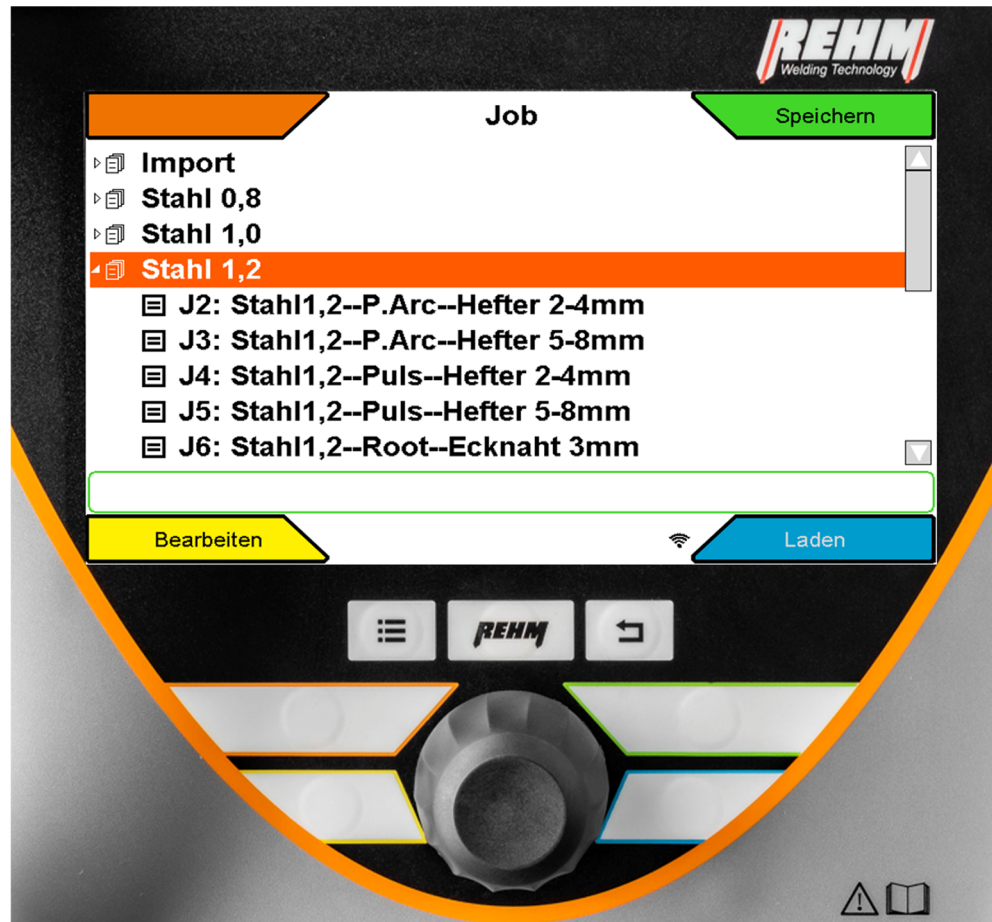 REHM
Welding Technology
Job
Speichern
Import
Stahl 0,8
Stahl 1,0
Stahl 1,2
J2: Stahl1,2--P.Arc--Hefter 2-4mm
J3: Stahl1,2--P.Arc--Hefter 5-8mm
J4: Stahl1,2--Puls--Hefter 2-4mm
J5: Stahl1,2--Puls--Hefter 5-8mm
J6: Stahl1,2--Root--Ecknaht 3mm
Bearbeiten
Laden
REHM